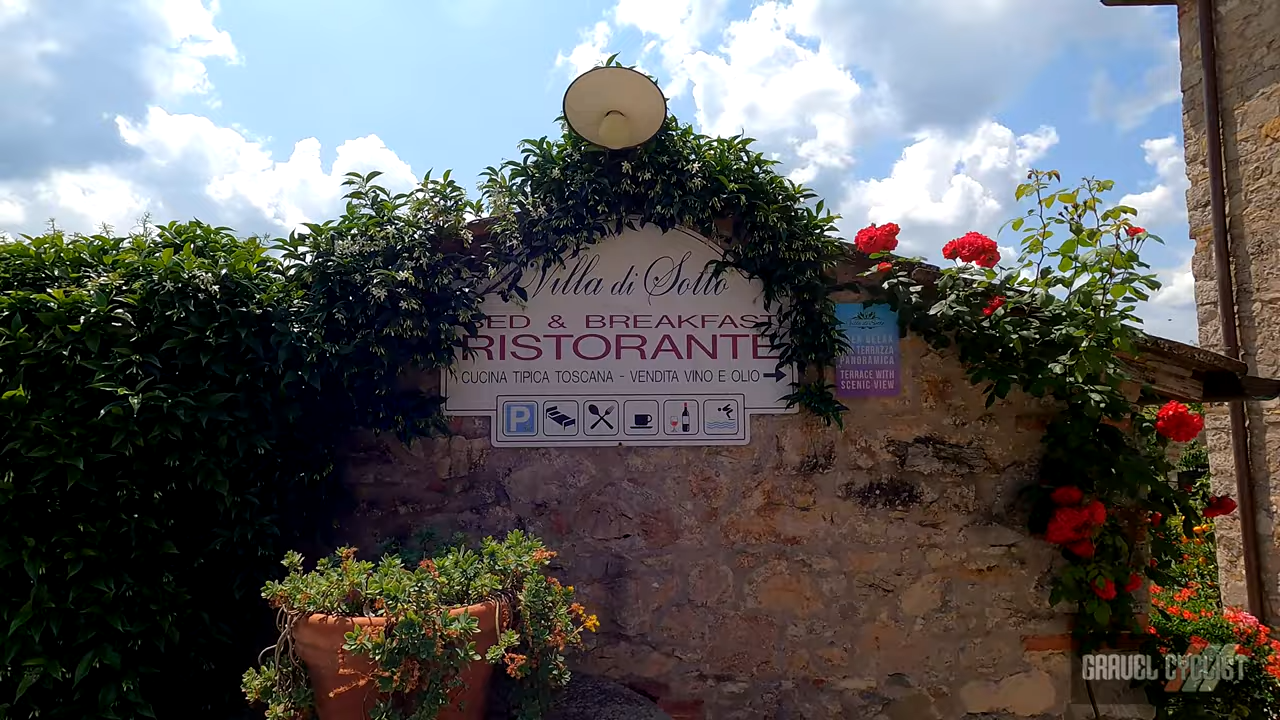 Villa di Sotto
BED & BREAKFAST
RISTORANTE
CUCINA TIPICA TOSCANA - VENDITA VINO E OLIO
P
TERRAZZA
PANORAMICA
TERRACE WITH
SCENIC VIEW
GRAVEL CYCLIST